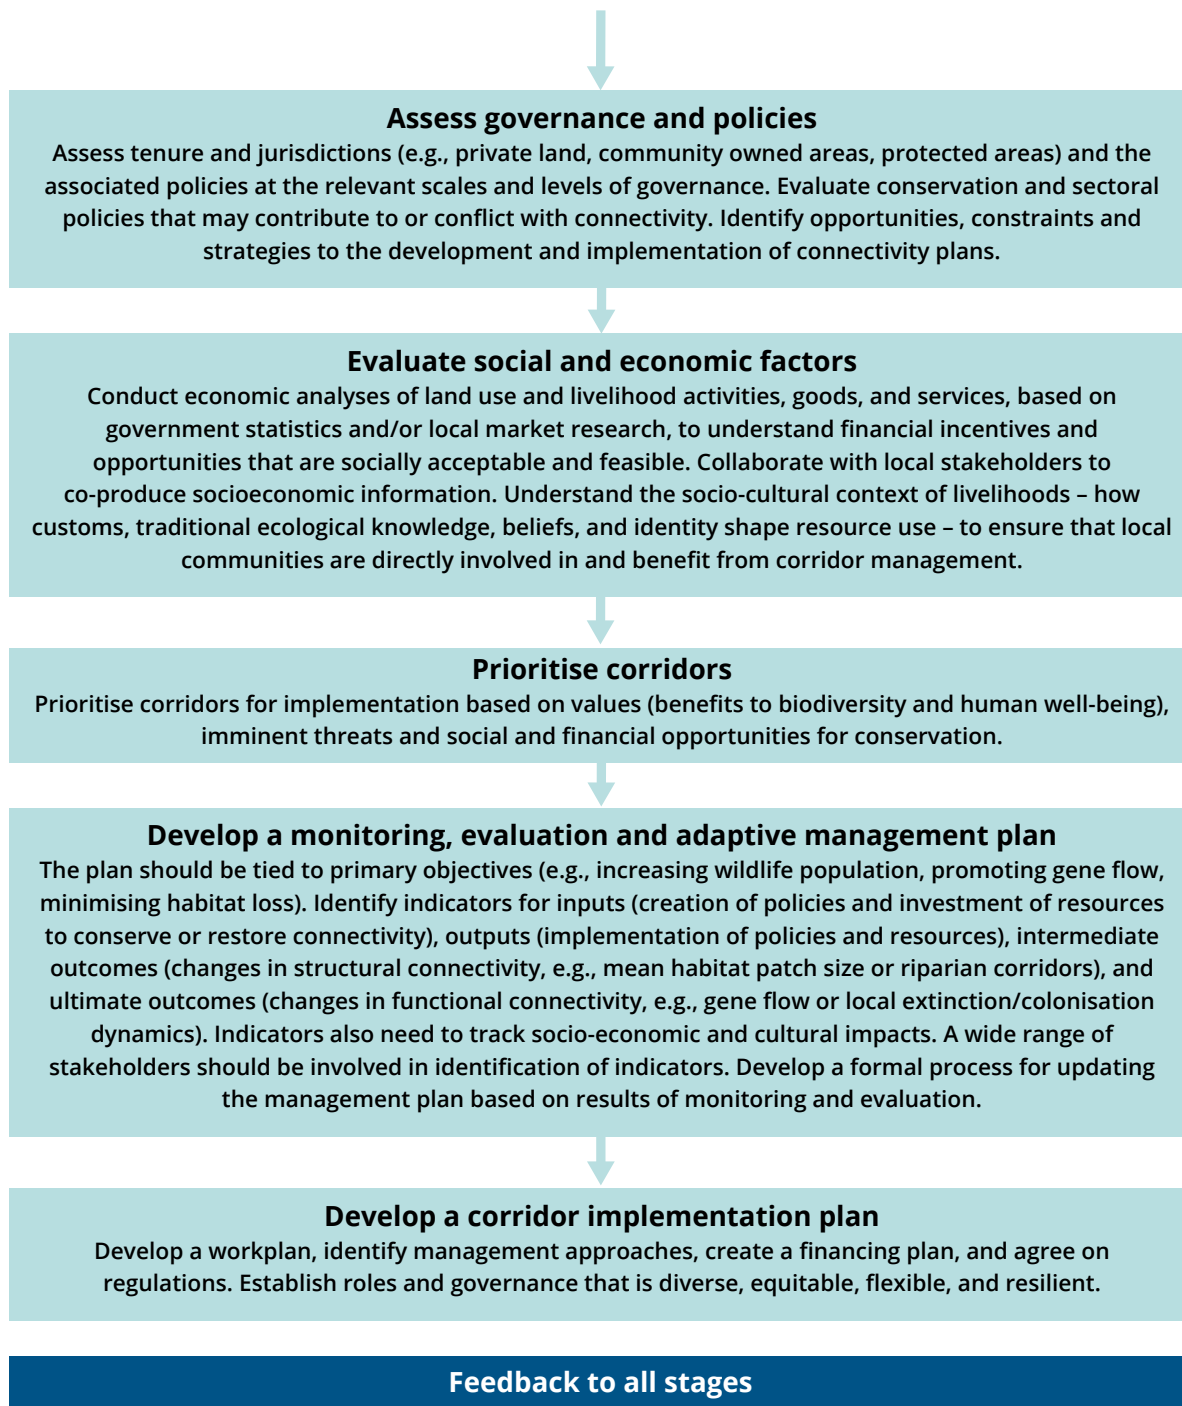 Assess governance and policies
Assess tenure and jurisdictions (e.g., private land, community owned areas, protected areas) and the
associated policies at the relevant scales and levels of governance. Evaluate conservation and sectoral
policies that may contribute to or conflict with connectivity. Identify opportunities, constraints and
strategies to the development and implementation of connectivity plans.
Evaluate social and economic factors
Conduct economic analyses of land use and livelihood activities, goods, and services, based on
government statistics and/or local market research, to understand financial incentives and
opportunities that are socially acceptable and feasible. Collaborate with local stakeholders to
co-produce socioeconomic information. Understand the socio-cultural context of livelihoods – how
customs, traditional ecological knowledge, beliefs, and identity shape resource use – to ensure that local
communities are directly involved in and benefit from corridor management.
Prioritise corridors
Prioritise corridors for implementation based on values (benefits to biodiversity and human well-being),
imminent threats and social and financial opportunities for conservation.
Develop a monitoring, evaluation and adaptive management plan
The plan should be tied to primary objectives (e.g., increasing wildlife population, promoting gene flow,
minimising habitat loss). Identify indicators for inputs (creation of policies and investment of resources
to conserve or restore connectivity), outputs (implementation of policies and resources), intermediate
outcomes (changes in structural connectivity, e.g., mean habitat patch size or riparian corridors), and
ultimate outcomes (changes in functional connectivity, e.g., gene flow or local extinction/colonisation
dynamics). Indicators also need to track socio-economic and cultural impacts. A wide range of
stakeholders should be involved in identification of indicators. Develop a formal process for updating
the management plan based on results of monitoring and evaluation.
Develop a corridor implementation plan
Develop a workplan, identify management approaches, create a financing plan, and agree on
regulations. Establish roles and governance that is diverse, equitable, flexible, and resilient.
Feedback to all stages